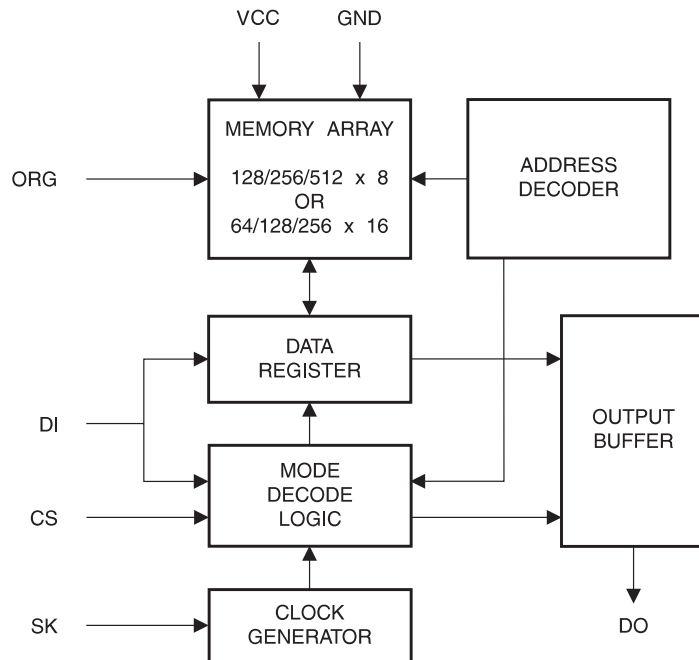 VCC
GND
MEMORY ARRAY
128/256/512 x 8
OR
64/128/256 x 16
ADDRESS
DECODER
ORG
DATA
REGISTER
OUTPUT
BUFFER
DI
MODE
DECODE
LOGIC
CS
CLOCK
GENERATOR
SK
DO